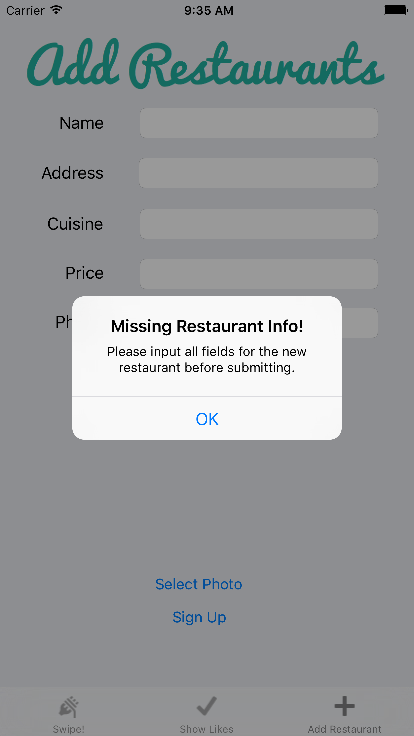 Carrier 9:35 AM
Add Restaurants
Name
Address
Cuisine
Price
Missing Restaurant Info!
Please input all fields for the new
restaurant before submitting.
OK
Select Photo
Sign Up
Swipe! Show Likes Add Restaurant